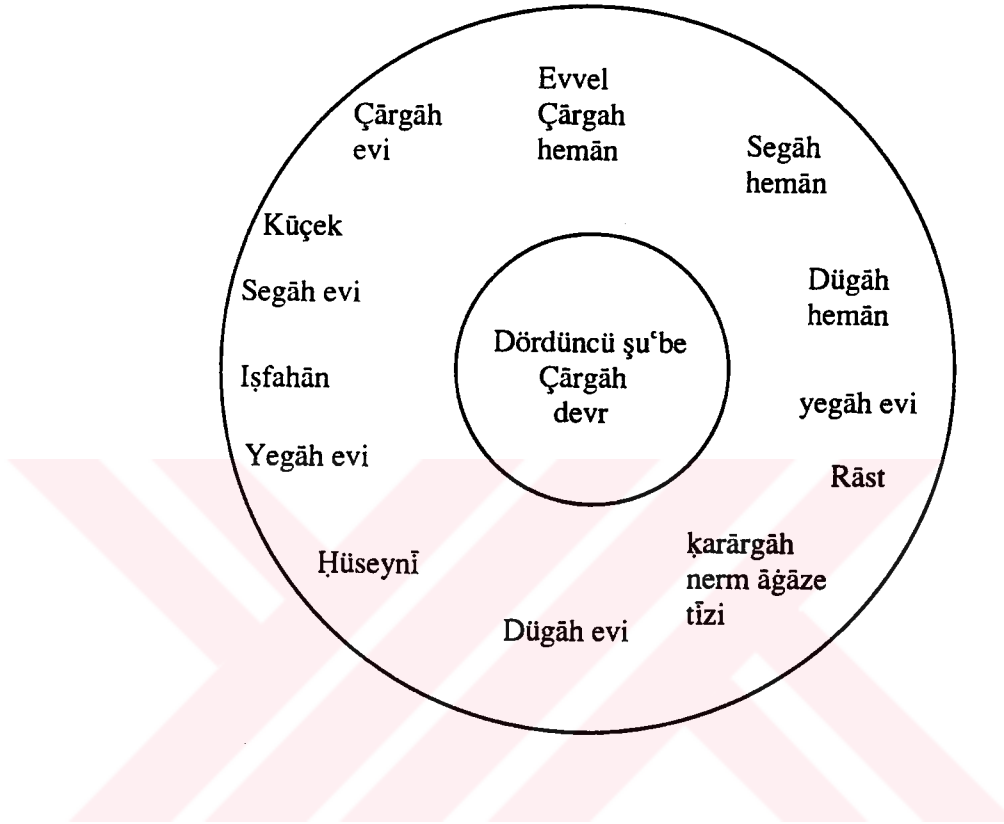 Evvel
Çārgah
hemān
Segāh
hemān
Dügāh
hemān
yegāh evi
Rāst
ḳarārgāh
nerm āġāze
tīzi
Dügāh evi
Ḥüseynī
Yegāh evi
Iṣfahān
Segāh evi
Kūçek
Çārgāh
evi
Dördüncü şuʿbe
Çārgāh
devr